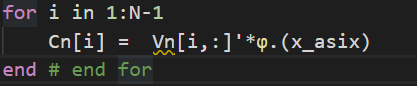 for i in 1:N-1
    Cn[i] =  Vn[i,:]'*φ.(x_asix)
end # end for